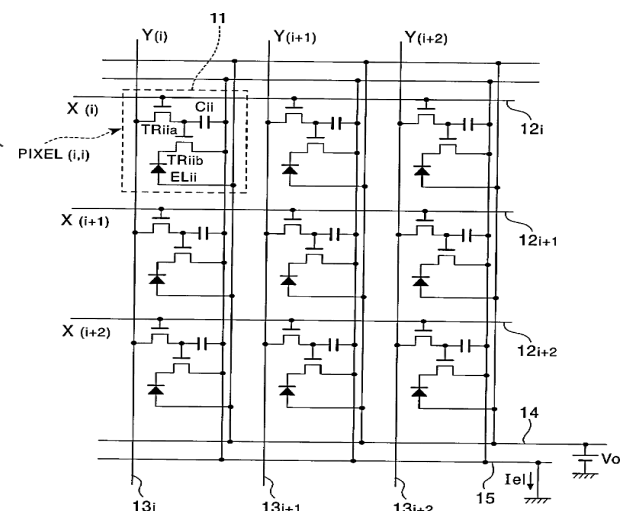 11
Y(i) Y(i+1) Y(i+2)
X (i)
Cii
12i
TRiia
PIXEL (i,i)
TRiib
ELii
X (i+1)
12i+1
X (i+2)
12i+2
14
Vo
Iel
15
13i 13i+1 13i+2